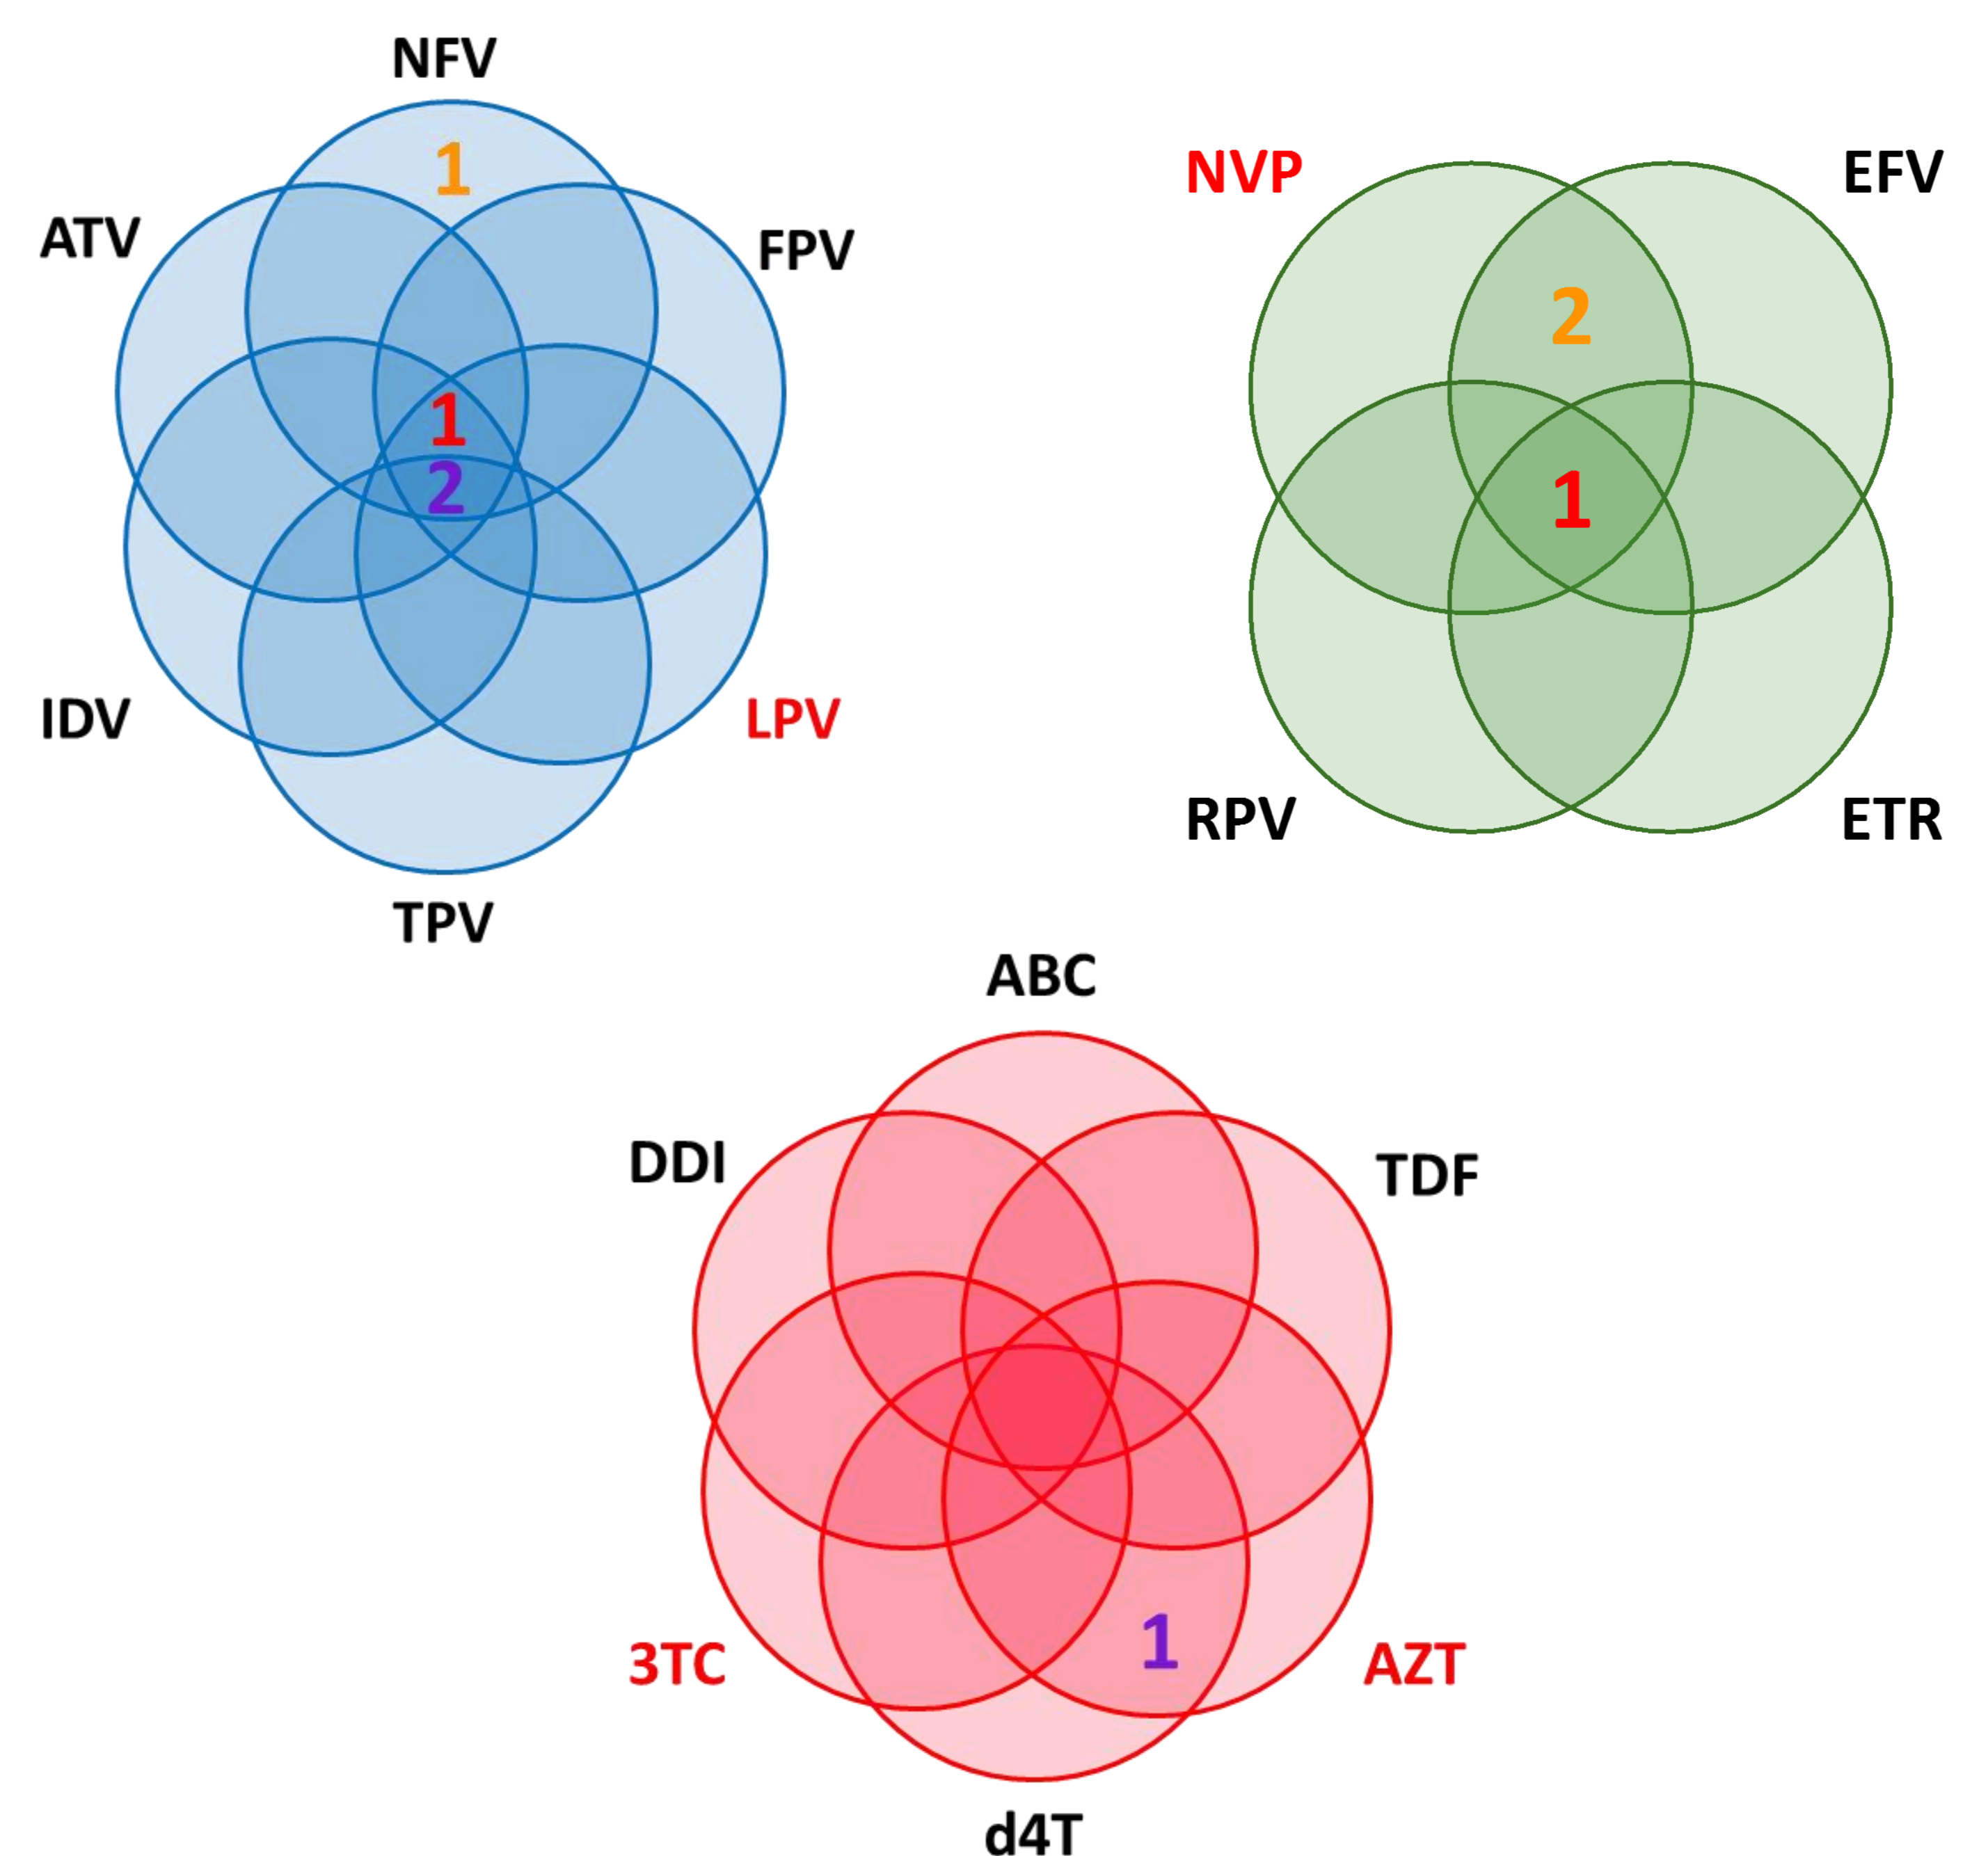 NFV
1
ATV
FPV
1
2
IDV
LPV
TPV
NVP
EFV
2
1
RPV
ETR
ABC
DDI
TDF
3TC
1
AZT
d4T